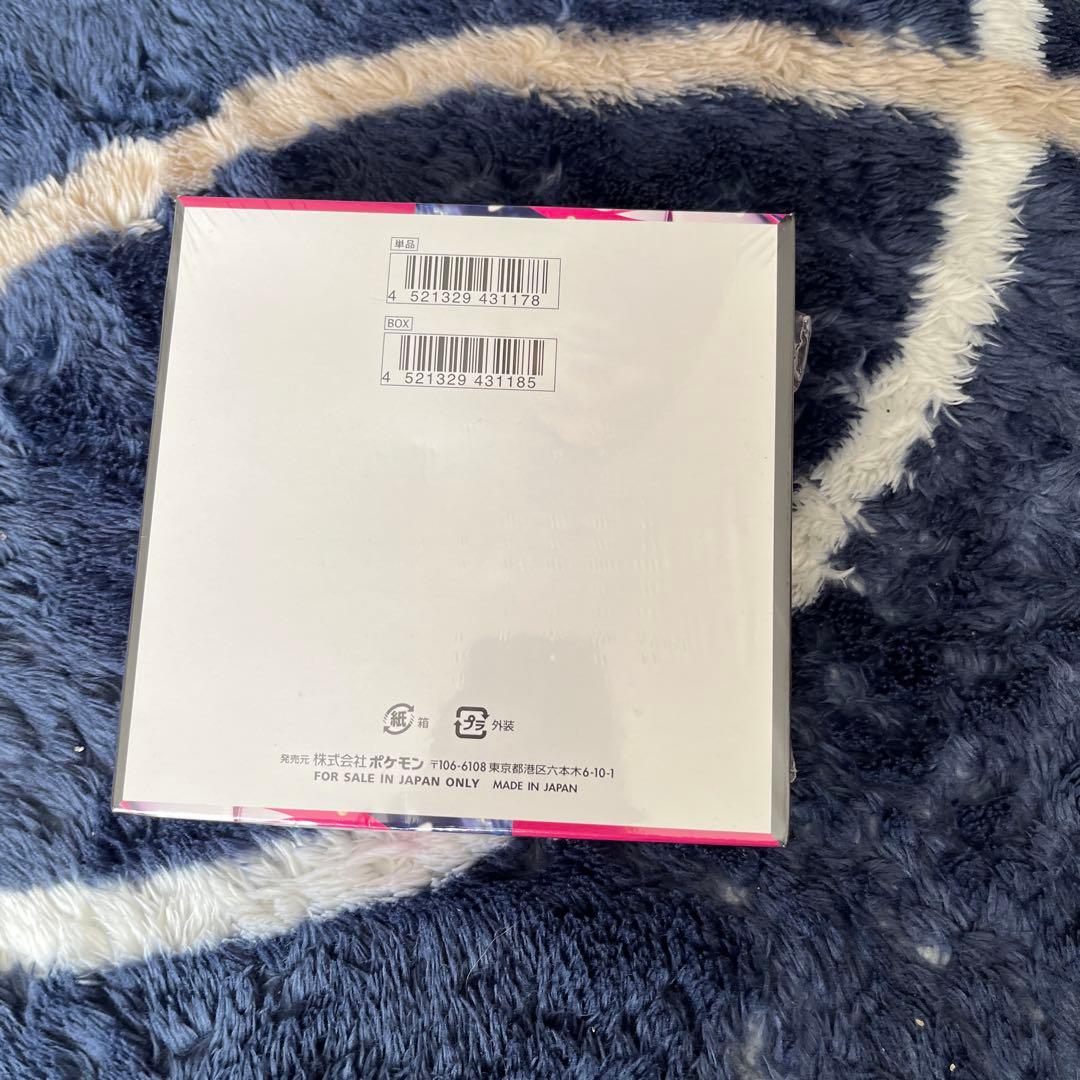 単品
4 521329 431178
BOX
4 521329 431185
紙 箱
プラ 外装
発売元 株式会社ポケモン 〒106-6108 東京都港区六本木6-10-1
FOR SALE IN JAPAN ONLY MADE IN JAPAN